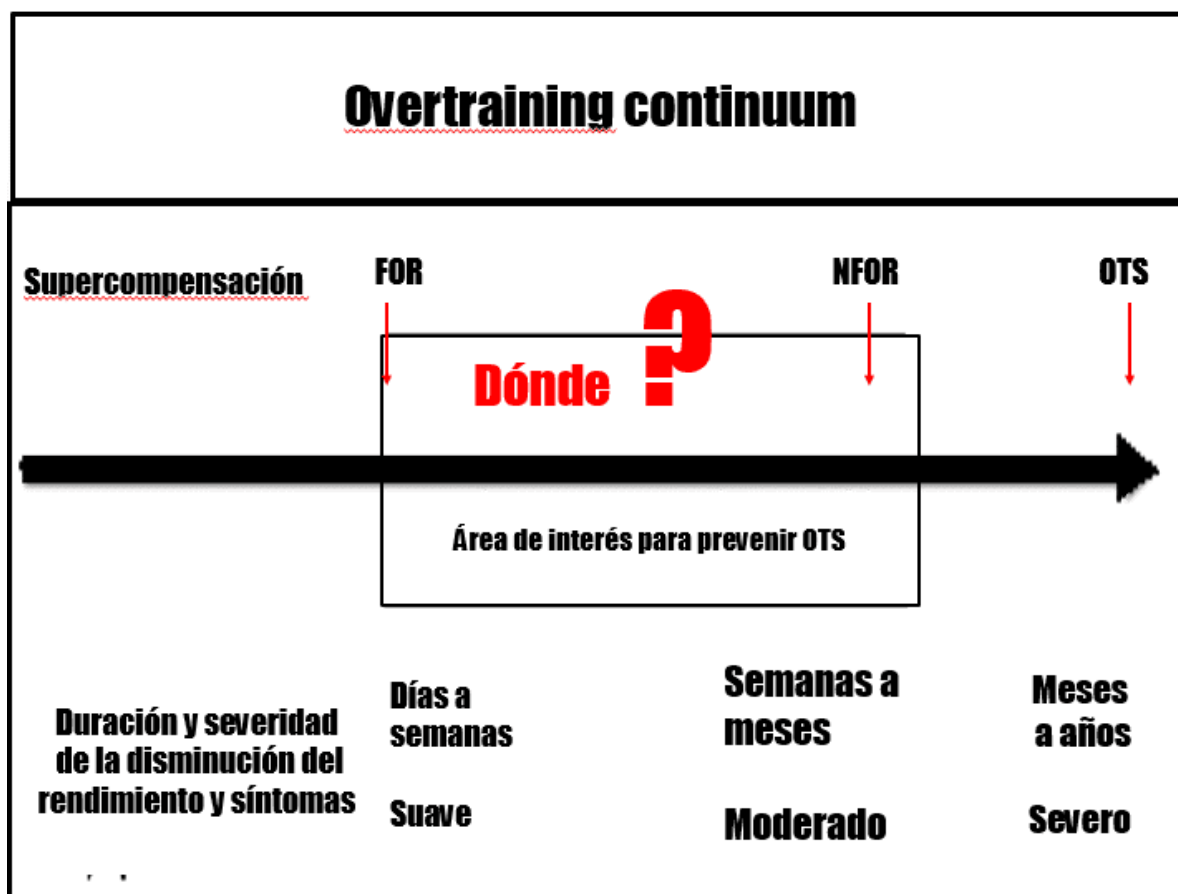 Overtraining continuum
Supercompensación
FOR
NFOR
OTS
Dónde ?
Área de interés para prevenir OTS
Duración y severidad
de la disminución del
rendimiento y síntomas
Días a
semanas
Suave
Semanas a
meses
Moderado
Meses
a años
Severo